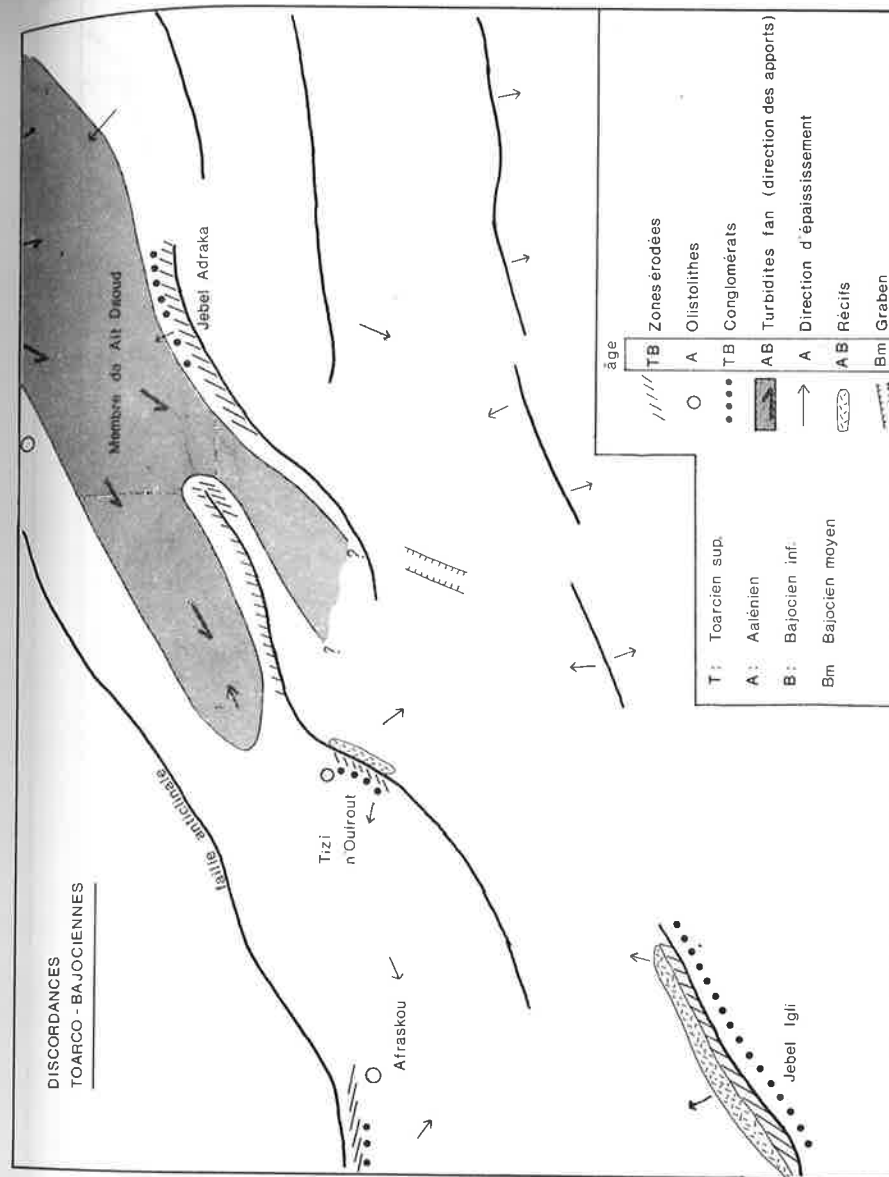 DISCORDANCES
TOARCO - BAJOCIENNES
faille anticlinale
Membre de Ait Daoud
Jebel Adraka
?
?
Tizi
n'Ouirout
Afraskou
Jebel Igli
T : Toarcien sup.
A : Aalénien
B : Bajocien inf.
Bm Bajocien moyen
âge
TB Zones érodées
A Olistolithes
TB Conglomérats
AB Turbidites fan (direction des apports)
A Direction d'épaississement
AB Récifs
Bm Graben